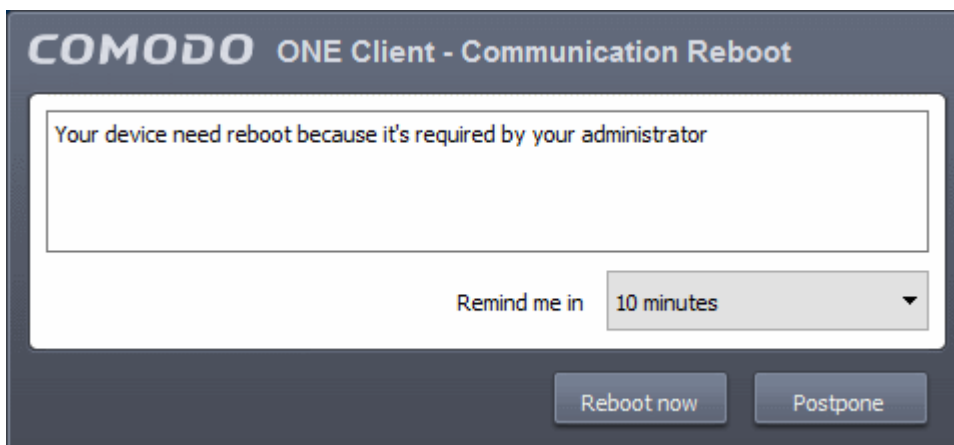 COMODO ONE Client - Communication Reboot
Your device need reboot because it's required by your administrator
Remind me in 10 minutes
Reboot now Postpone